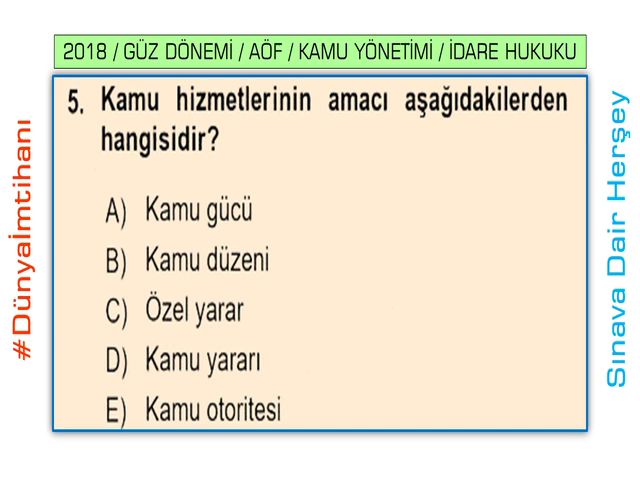 2018 / GÜZ DÖNEMİ / AÖF / KAMU YÖNETİMİ / İDARE HUKUKU
#Dünyaİmtihanı
5. Kamu hizmetlerinin amacı aşağıdakilerden
hangisidir?
A) Kamu gücü
B) Kamu düzeni
C) Özel yarar
D) Kamu yararı
E) Kamu otoritesi
Sınava Dair Herşey